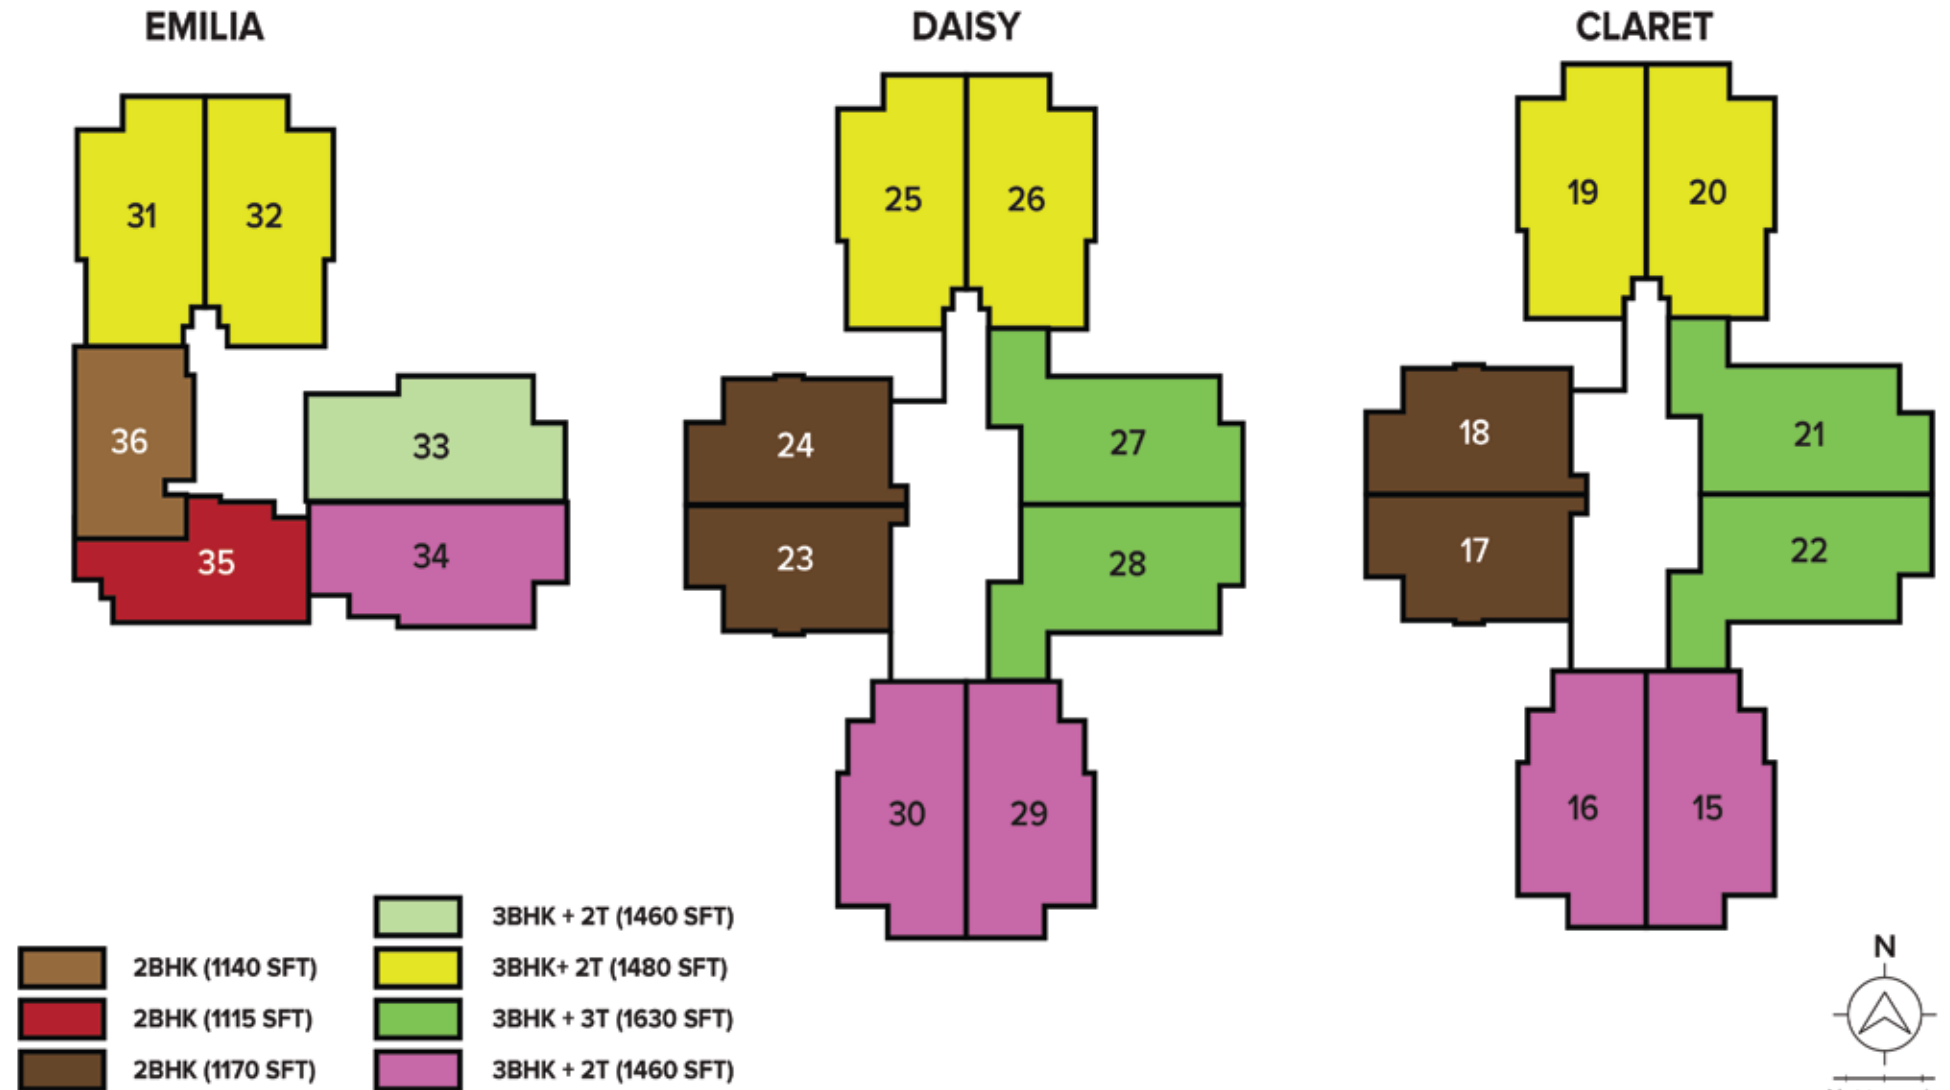 EMILIA
DAISY
CLARET
31
32
36
33
35
34
25
26
24
27
23
28
30
29
19
20
18
21
17
22
16
15
2BHK (1140 SFT)
2BHK (1115 SFT)
2BHK (1170 SFT)
3BHK + 2T (1460 SFT)
3BHK+ 2T (1480 SFT)
3BHK + 3T (1630 SFT)
3BHK + 2T (1460 SFT)
N